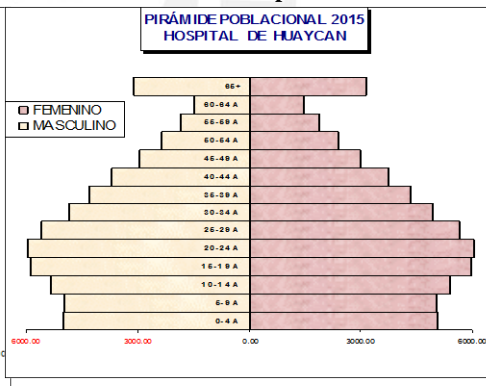 PIRÁMIDE POBLACIONAL 2015
HOSPITAL DE HUAYCAN
FEMENINO
MASCULINO
65+
60-64 A
55-59 A
50-54 A
45-49 A
40-44 A
35-39 A
30-34 A
25-29 A
20-24 A
15-19 A
10-14 A
5-9 A
0-4 A
6000.00 3000.00 0.00 3000.00 6000.00